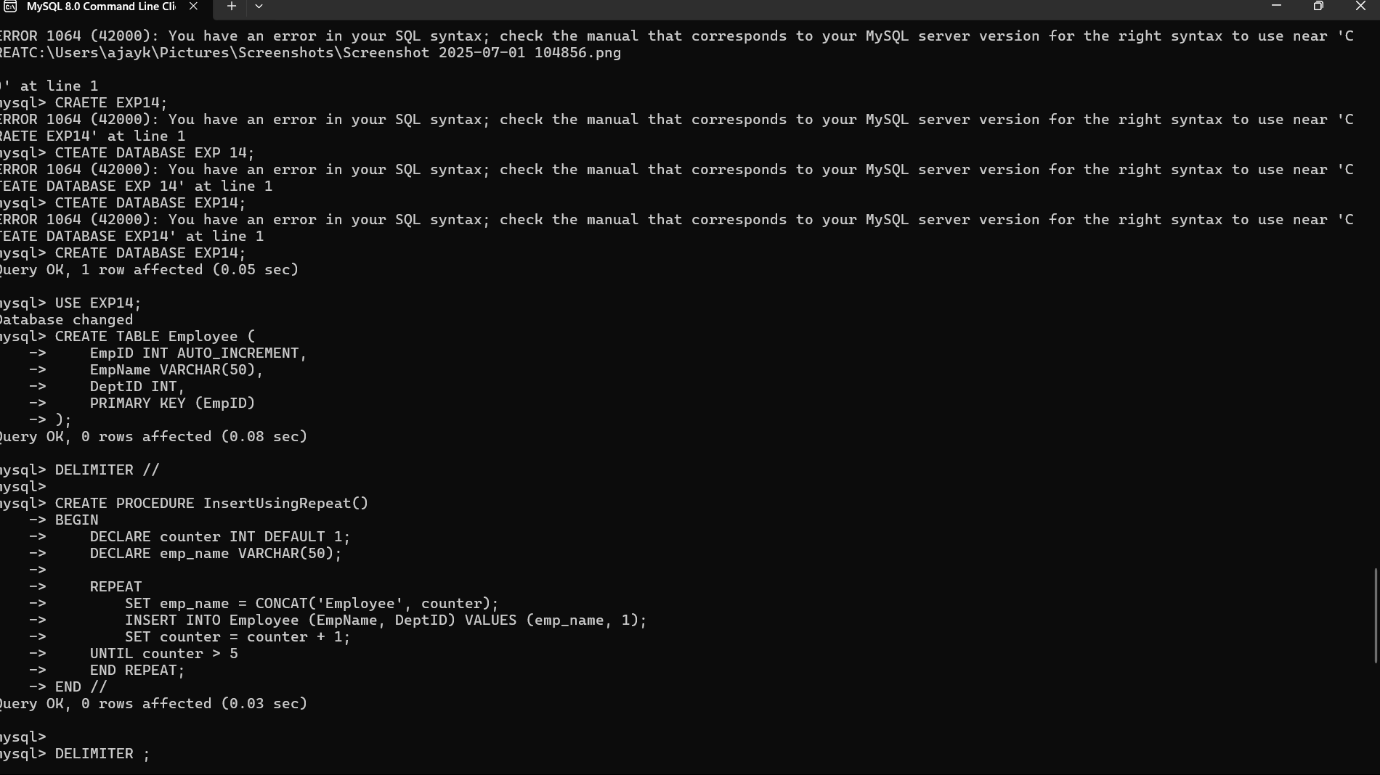 MySQL 8.0 Command Line Cli
ERROR 1064 (42000): You have an error in your SQL syntax; check the manual that corresponds to your MySQL server version for the right syntax to use near 'C
REATC:\Users\ajayk\Pictures\Screenshots\Screenshot 2025-07-01 104856.png
)' at line 1
mysql> CRAETE EXP14;
ERROR 1064 (42000): You have an error in your SQL syntax; check the manual that corresponds to your MySQL server version for the right syntax to use near 'C
RAETE EXP14' at line 1
mysql> CTEATE DATABASE EXP 14;
ERROR 1064 (42000): You have an error in your SQL syntax; check the manual that corresponds to your MySQL server version for the right syntax to use near 'C
TEATE DATABASE EXP 14' at line 1
mysql> CTEATE DATABASE EXP14;
ERROR 1064 (42000): You have an error in your SQL syntax; check the manual that corresponds to your MySQL server version for the right syntax to use near 'C
TEATE DATABASE EXP14' at line 1
mysql> CREATE DATABASE EXP14;
Query OK, 1 row affected (0.05 sec)
mysql> USE EXP14;
Database changed
mysql> CREATE TABLE Employee (
    ->     EmpID INT AUTO_INCREMENT,
    ->     EmpName VARCHAR(50),
    ->     DeptID INT,
    ->     PRIMARY KEY (EmpID)
    -> );
Query OK, 0 rows affected (0.08 sec)
mysql> DELIMITER //
mysql>
mysql> CREATE PROCEDURE InsertUsingRepeat()
    -> BEGIN
    ->     DECLARE counter INT DEFAULT 1;
    ->     DECLARE emp_name VARCHAR(50);
    ->
    ->     REPEAT
    ->         SET emp_name = CONCAT('Employee', counter);
    ->         INSERT INTO Employee (EmpName, DeptID) VALUES (emp_name, 1);
    ->         SET counter = counter + 1;
    ->     UNTIL counter > 5
    ->     END REPEAT;
    -> END //
Query OK, 0 rows affected (0.03 sec)
mysql>
mysql> DELIMITER ;